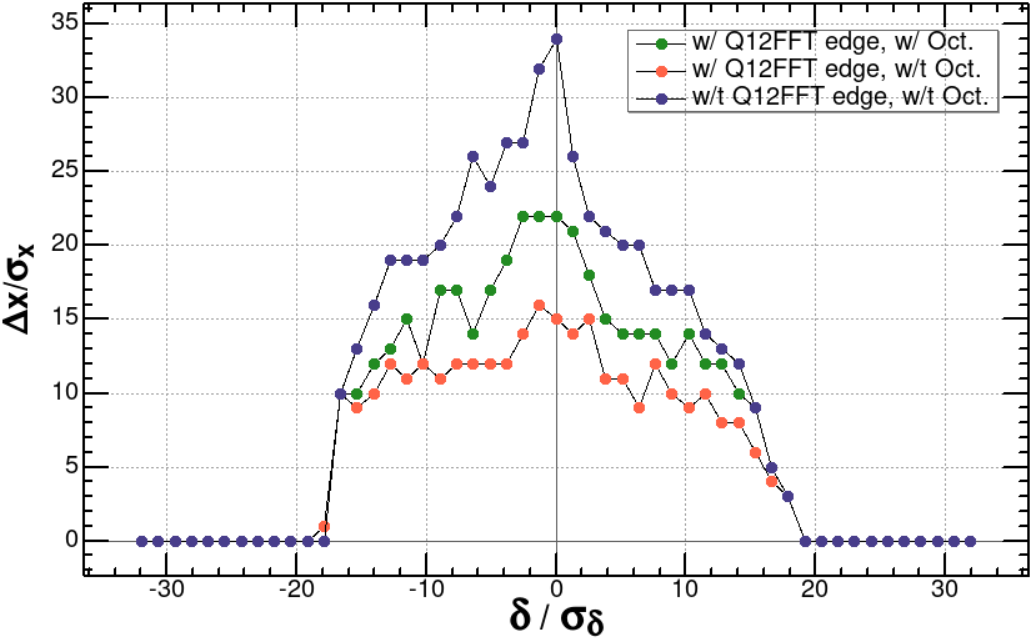 35
30
25
20
15
10
5
0
-30 -20 -10 0 10 20 30
Δx/σx
δ / σδ
w/ Q12FFT edge, w/ Oct.
w/ Q12FFT edge, w/t Oct.
w/t Q12FFT edge, w/t Oct.